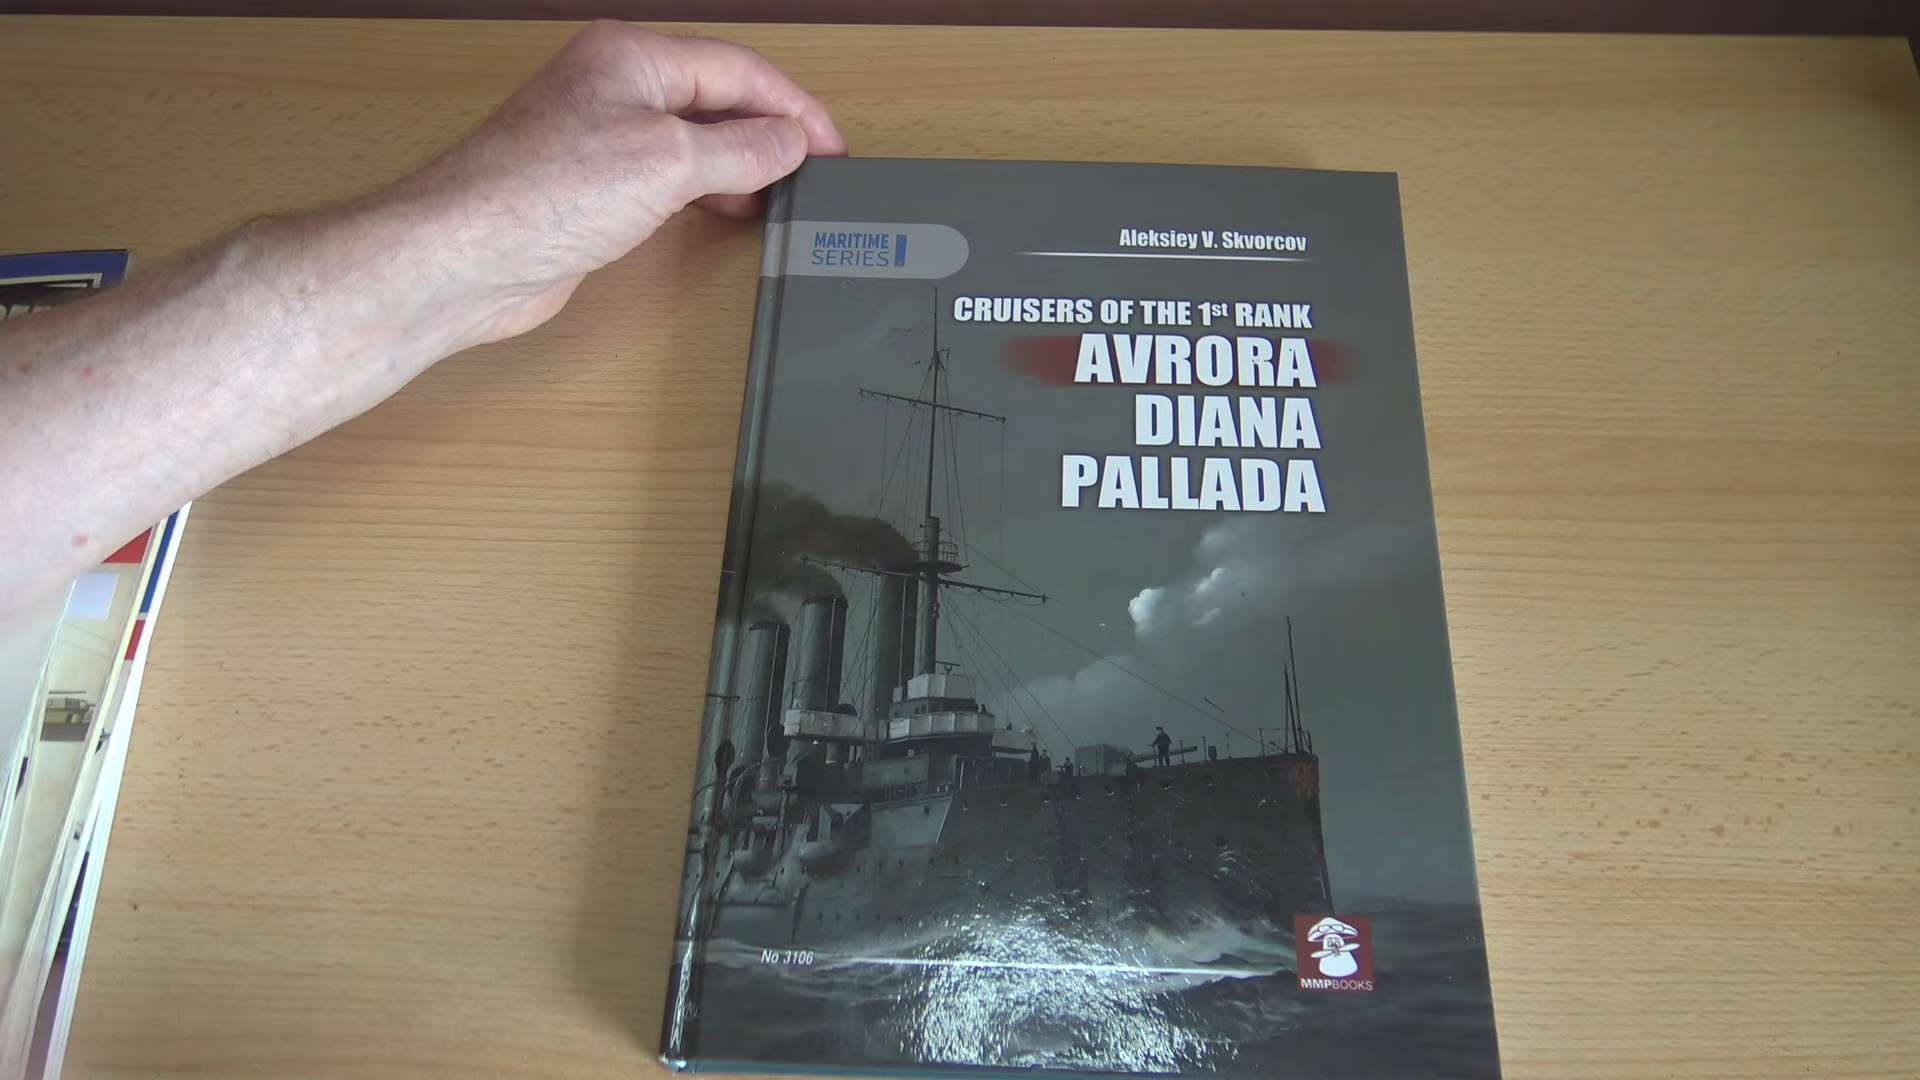 MARITIME
SERIES
Aleksiey V. Skvorcov
CRUISERS OF THE 1st RANK
AVRORA
DIANA
PALLADA
No 3106
MMPBOOKS